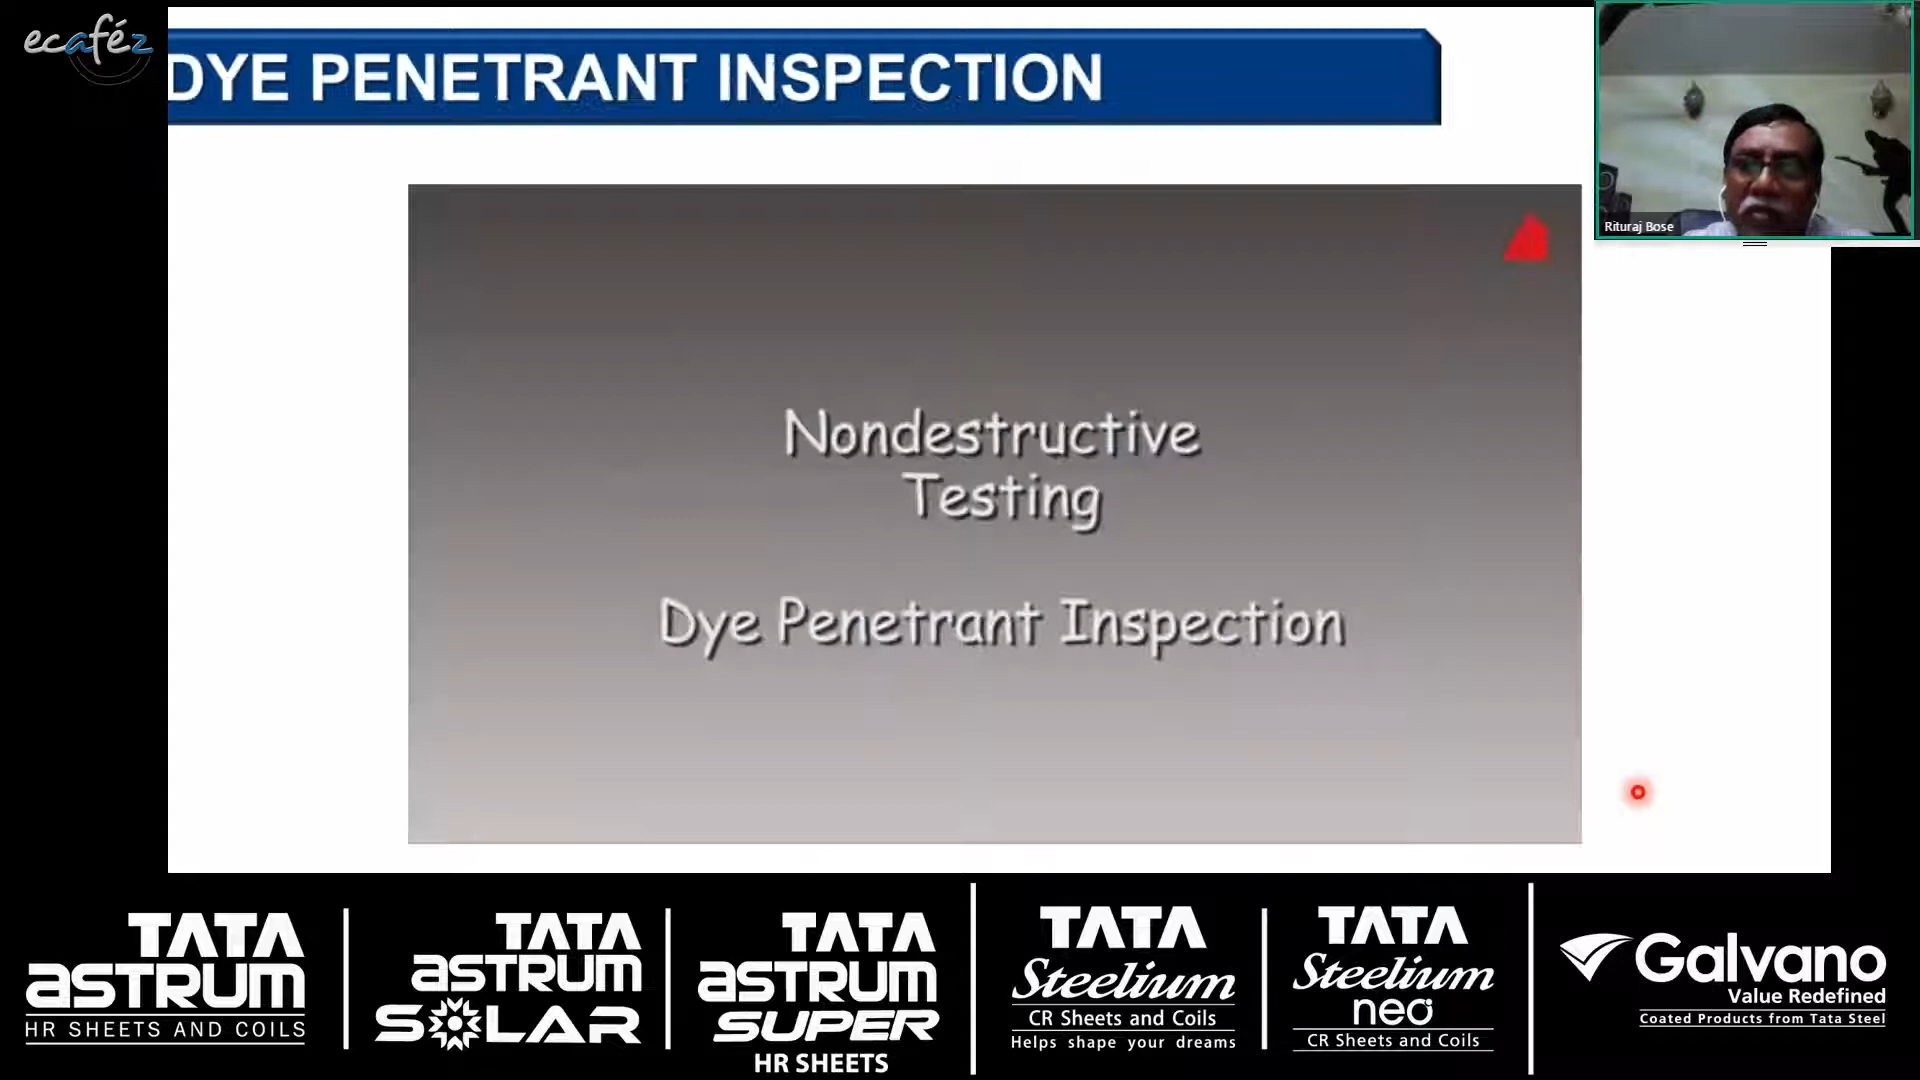 ecaféz
DYE PENETRANT INSPECTION
Rituraj Bose
Nondestructive
Testing
Dye Penetrant Inspection
TATA
ASTRUM
HR SHEETS AND COILS
TATA
ASTRUM
SOLAR
TATA
ASTRUM
SUPER
HR SHEETS
TATA
Steelium
CR Sheets and Coils
Helps shape your dreams
TATA
Steelium
neo
CR Sheets and Coils
Galvano
Value Redefined
Coated Products from Tata Steel